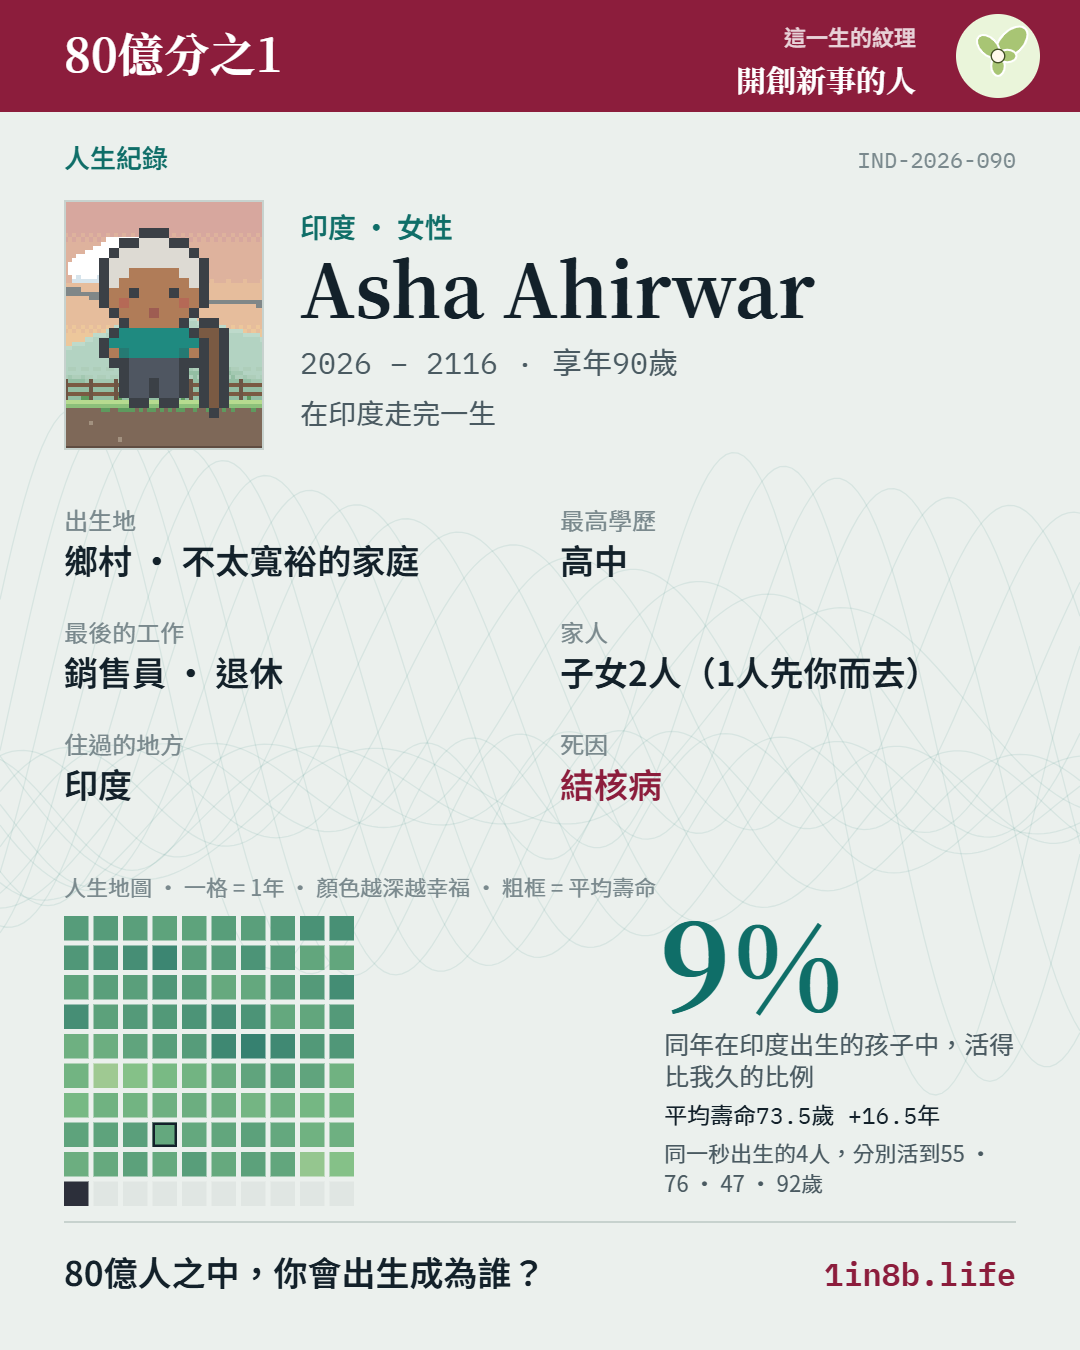 80億分之1
這一生的紋理
開創新事的人
人生紀錄
IND-2026-090
印度・女性
Asha Ahirwar
2026 – 2116 · 享年90歲
在印度走完一生
出生地
鄉村・不太寬裕的家庭
最高學歷
高中
最後的工作
銷售員・退休
家人
子女2人（1人先你而去）
住過的地方
印度
死因
結核病
人生地圖・一格＝1年・顏色越深越幸福・粗框＝平均壽命
9%
同年在印度出生的孩子中，活得
比我久的比例
平均壽命73.5歲 +16.5年
同一秒出生的4人，分別活到55・
76・47・92歲
80億人之中，你會出生成為誰？
1in8b.life